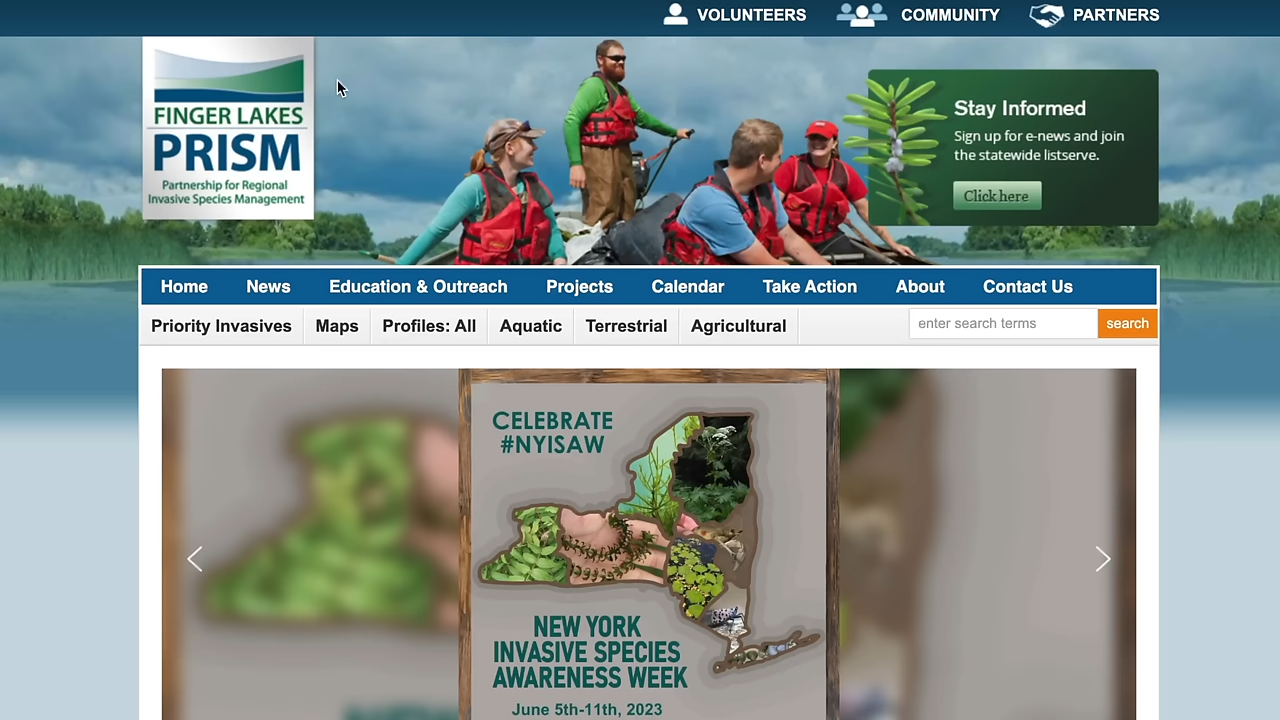 VOLUNTEERS COMMUNITY PARTNERS
FINGER LAKES
PRISM
Partnership for Regional
Invasive Species Management
Stay Informed
Sign up for e-news and join
the statewide listserve.
Click here
Home News Education & Outreach Projects Calendar Take Action About Contact Us
Priority Invasives Maps Profiles: All Aquatic Terrestrial Agricultural enter search terms search
CELEBRATE
#NYISAW
NEW YORK
INVASIVE SPECIES
AWARENESS WEEK
June 5th-11th, 2023